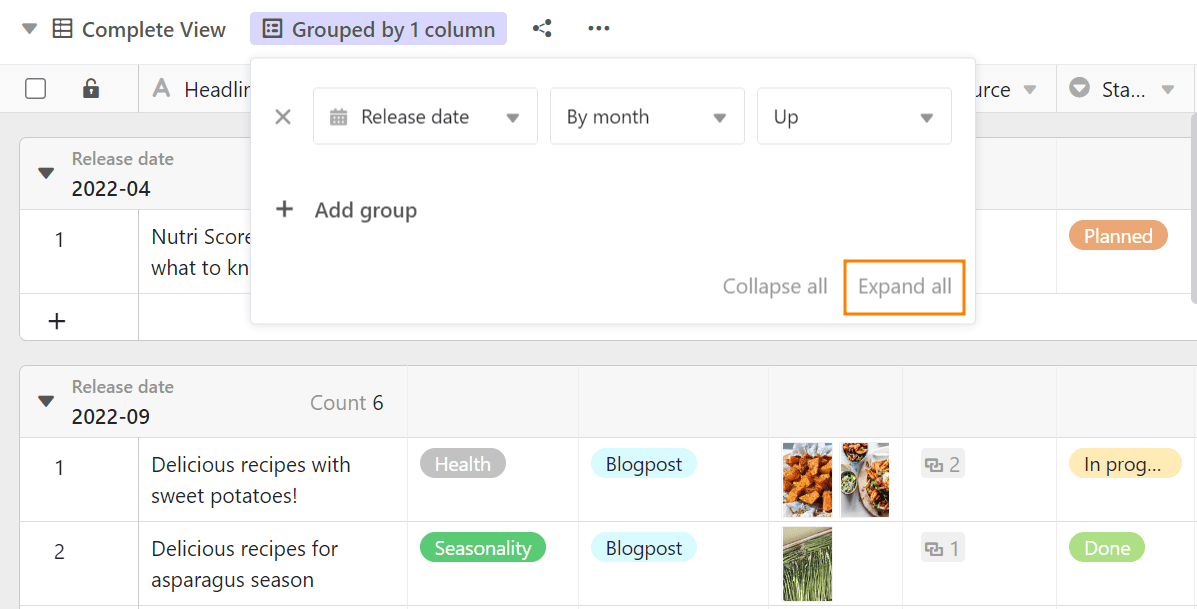 Complete View
Grouped by 1 column
Headlin
urce
Sta...
Release date
By month
Up
Add group
Collapse all
Expand all
Release date
2022-04
1
Nutri Score
what to kn
Planned
Release date
2022-09
Count 6
1
Delicious recipes with
sweet potatoes!
Health
Blogpost
2
In prog...
2
Delicious recipes for
asparagus season
Seasonality
Blogpost
1
Done